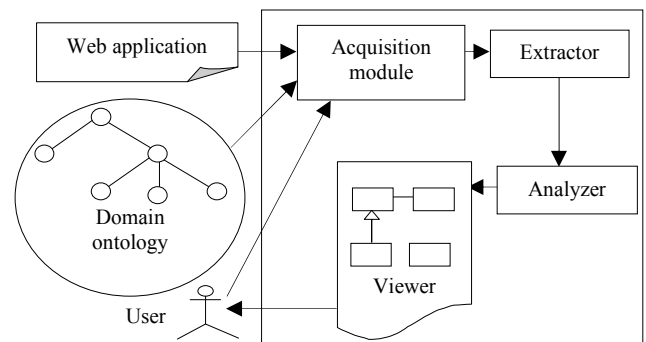 Web application
Acquisition
module
Extractor
Domain
ontology
Analyzer
Viewer
User